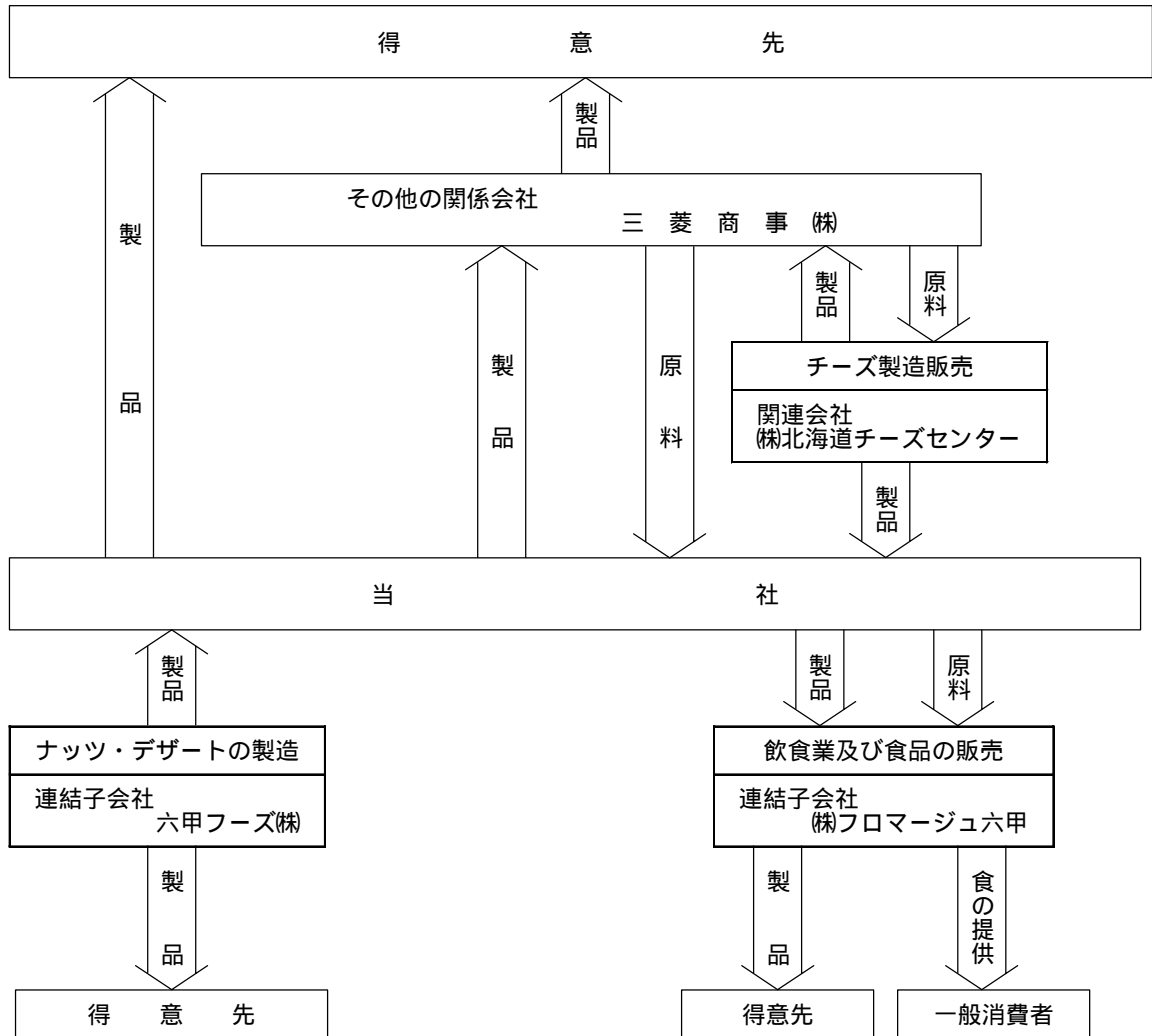 得意先
製品
その他の関係会社
三菱商事㈱
製品
製品
原料
製品
原料
チーズ製造販売
関連会社
㈱北海道チーズセンター
製品
当社
製品
製品
原料
ナッツ・デザートの製造
連結子会社
六甲フーズ㈱
飲食業及び食品の販売
連結子会社
㈱フロマージュ六甲
製品
製品
食の提供
得意先
得意先
一般消費者